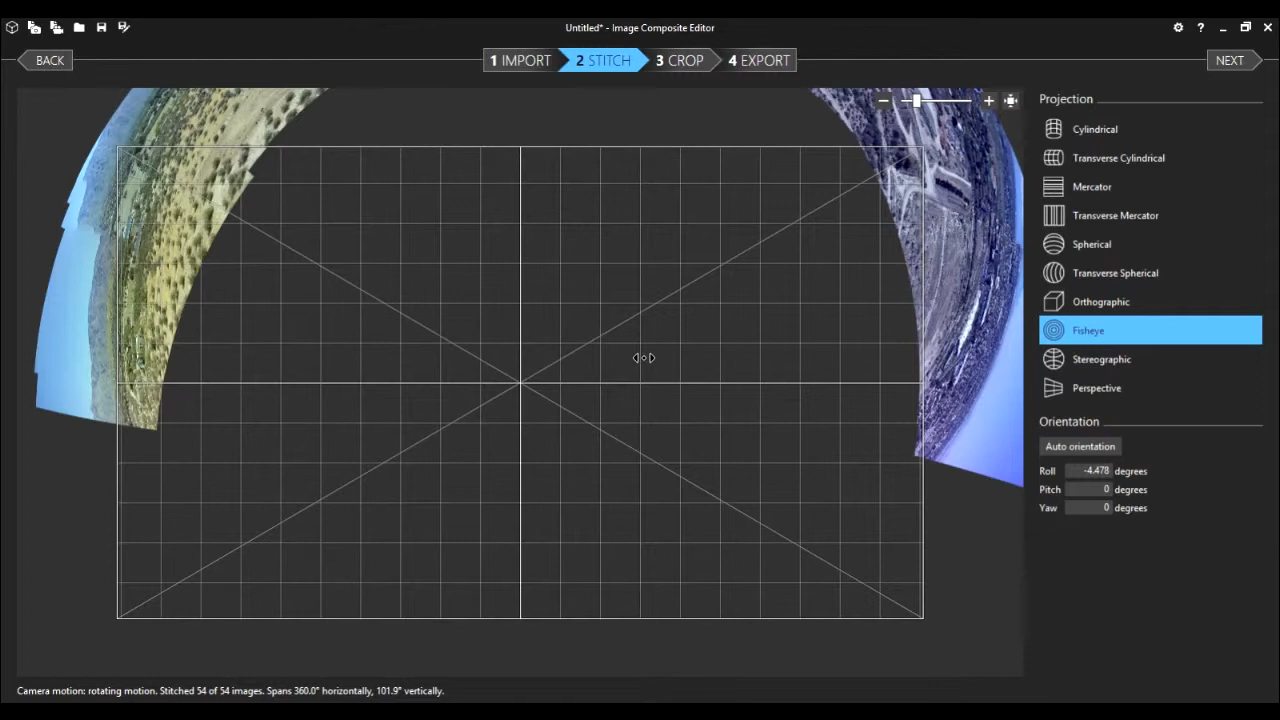 Untitled* - Image Composite Editor
?
BACK
1 IMPORT
2 STITCH
3 CROP
4 EXPORT
NEXT
Projection
Cylindrical
Transverse Cylindrical
Mercator
Transverse Mercator
Spherical
Transverse Spherical
Orthographic
Fisheye
Stereographic
Perspective
Orientation
Auto orientation
Roll -4.478 degrees
Pitch 0 degrees
Yaw 0 degrees
Camera motion: rotating motion. Stitched 54 of 54 images. Spans 360.0° horizontally, 101.9° vertically.